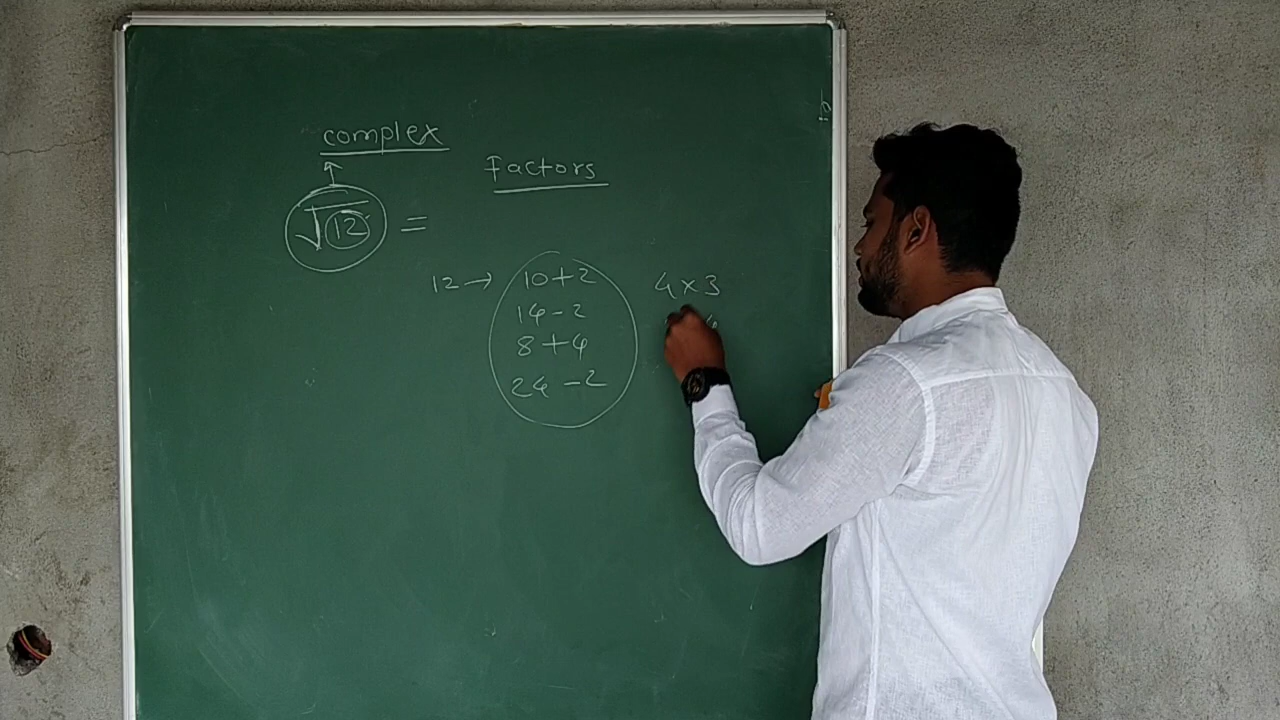 complex
Factors
√12 =
12 → 10+2
4×3
14-2
8+4
24-2